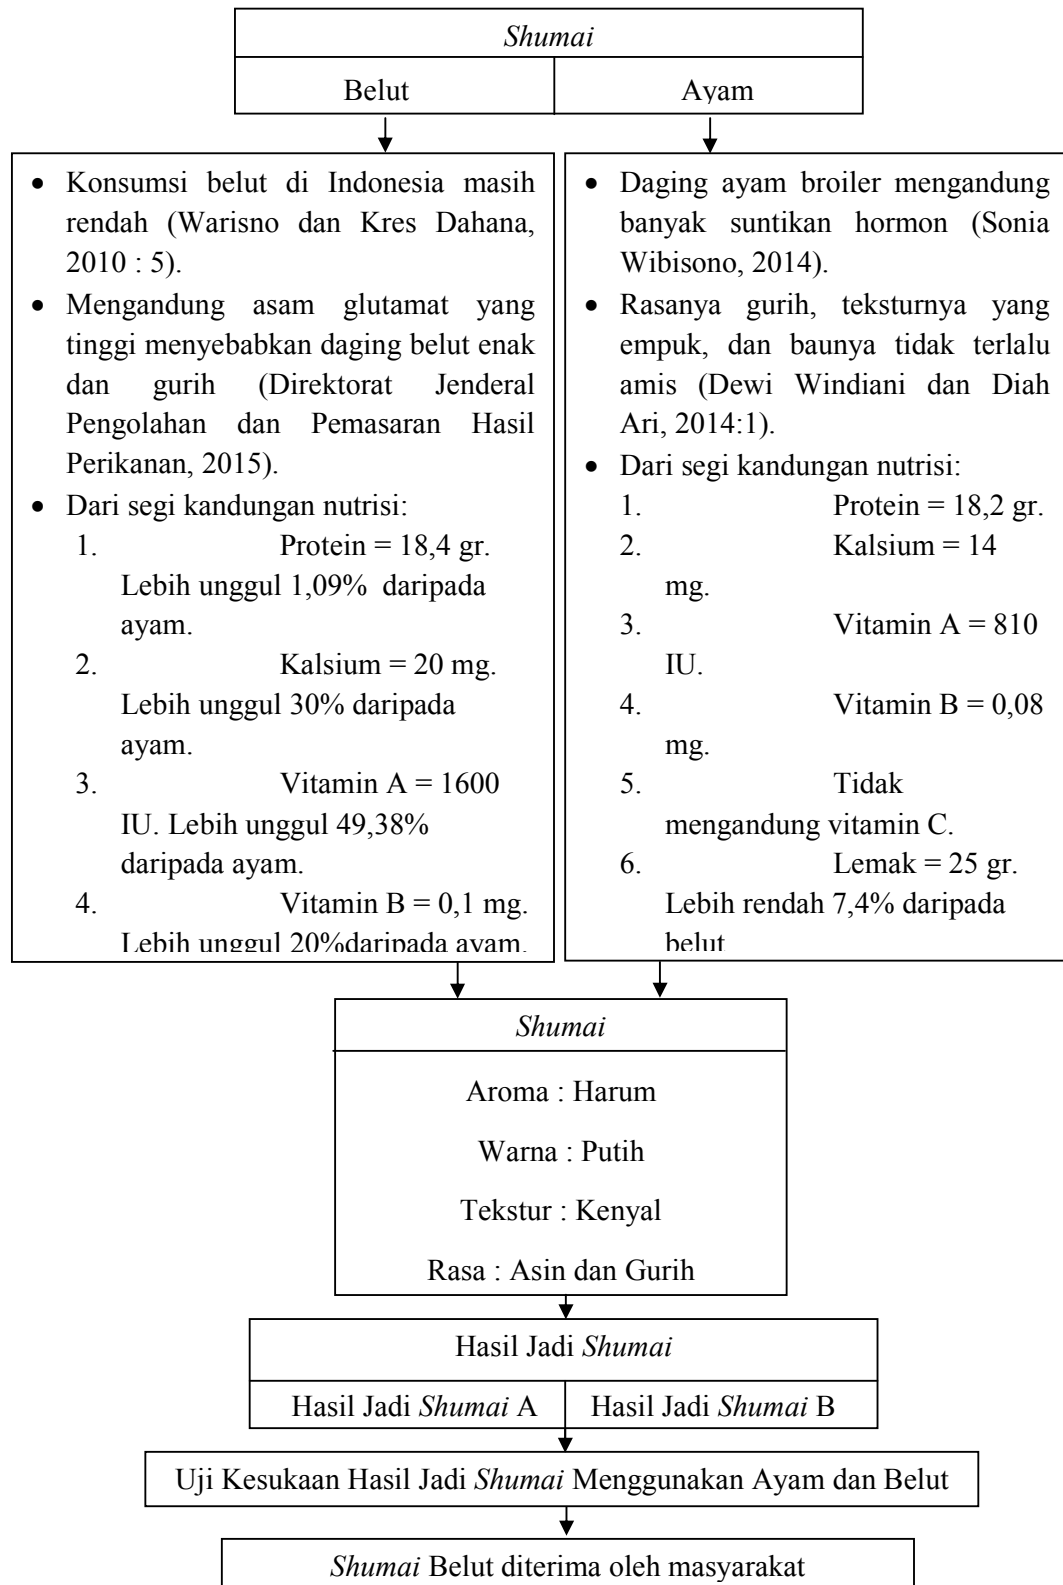 Shumai
Belut
Ayam
• Konsumsi belut di Indonesia masih
rendah (Warisno dan Kres Dahana,
2010 : 5).
• Mengandung asam glutamat yang
tinggi menyebabkan daging belut enak
dan gurih (Direktorat Jenderal
Pengolahan dan Pemasaran Hasil
Perikanan, 2015).
• Dari segi kandungan nutrisi:
1. Protein = 18,4 gr.
Lebih unggul 1,09% daripada
ayam.
2. Kalsium = 20 mg.
Lebih unggul 30% daripada
ayam.
3. Vitamin A = 1600
IU. Lebih unggul 49,38%
daripada ayam.
4. Vitamin B = 0,1 mg.
Lebih unggul 20%daripada ayam.
• Daging ayam broiler mengandung
banyak suntikan hormon (Sonia
Wibisono, 2014).
• Rasanya gurih, teksturnya yang
empuk, dan baunya tidak terlalu
amis (Dewi Windiani dan Diah
Ari, 2014:1).
• Dari segi kandungan nutrisi:
1. Protein = 18,2 gr.
2. Kalsium = 14
mg.
3. Vitamin A = 810
IU.
4. Vitamin B = 0,08
mg.
5. Tidak
mengandung vitamin C.
6. Lemak = 25 gr.
Lebih rendah 7,4% daripada
belut
Shumai
Aroma : Harum
Warna : Putih
Tekstur : Kenyal
Rasa : Asin dan Gurih
Hasil Jadi Shumai
Hasil Jadi Shumai A
Hasil Jadi Shumai B
Uji Kesukaan Hasil Jadi Shumai Menggunakan Ayam dan Belut
Shumai Belut diterima oleh masyarakat